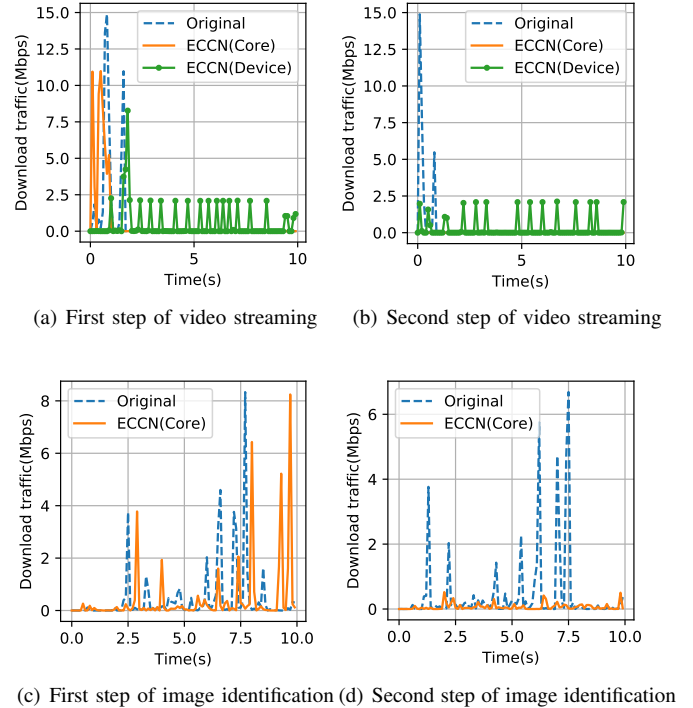 15.0
12.5
10.0
7.5
5.0
2.5
0.0
Download traffic(Mbps)
Original
ECCN(Core)
ECCN(Device)
0
5
10
Time(s)
(a) First step of video streaming
15.0
12.5
10.0
7.5
5.0
2.5
0.0
Download traffic(Mbps)
Original
ECCN(Core)
ECCN(Device)
0
5
10
Time(s)
(b) Second step of video streaming
8
6
4
2
0
Download traffic(Mbps)
Original
ECCN(Core)
0.0
2.5
5.0
7.5
10.0
Time(s)
(c) First step of image identification
6
4
2
0
Download traffic(Mbps)
Original
ECCN(Core)
0.0
2.5
5.0
7.5
10.0
Time(s)
(d) Second step of image identification